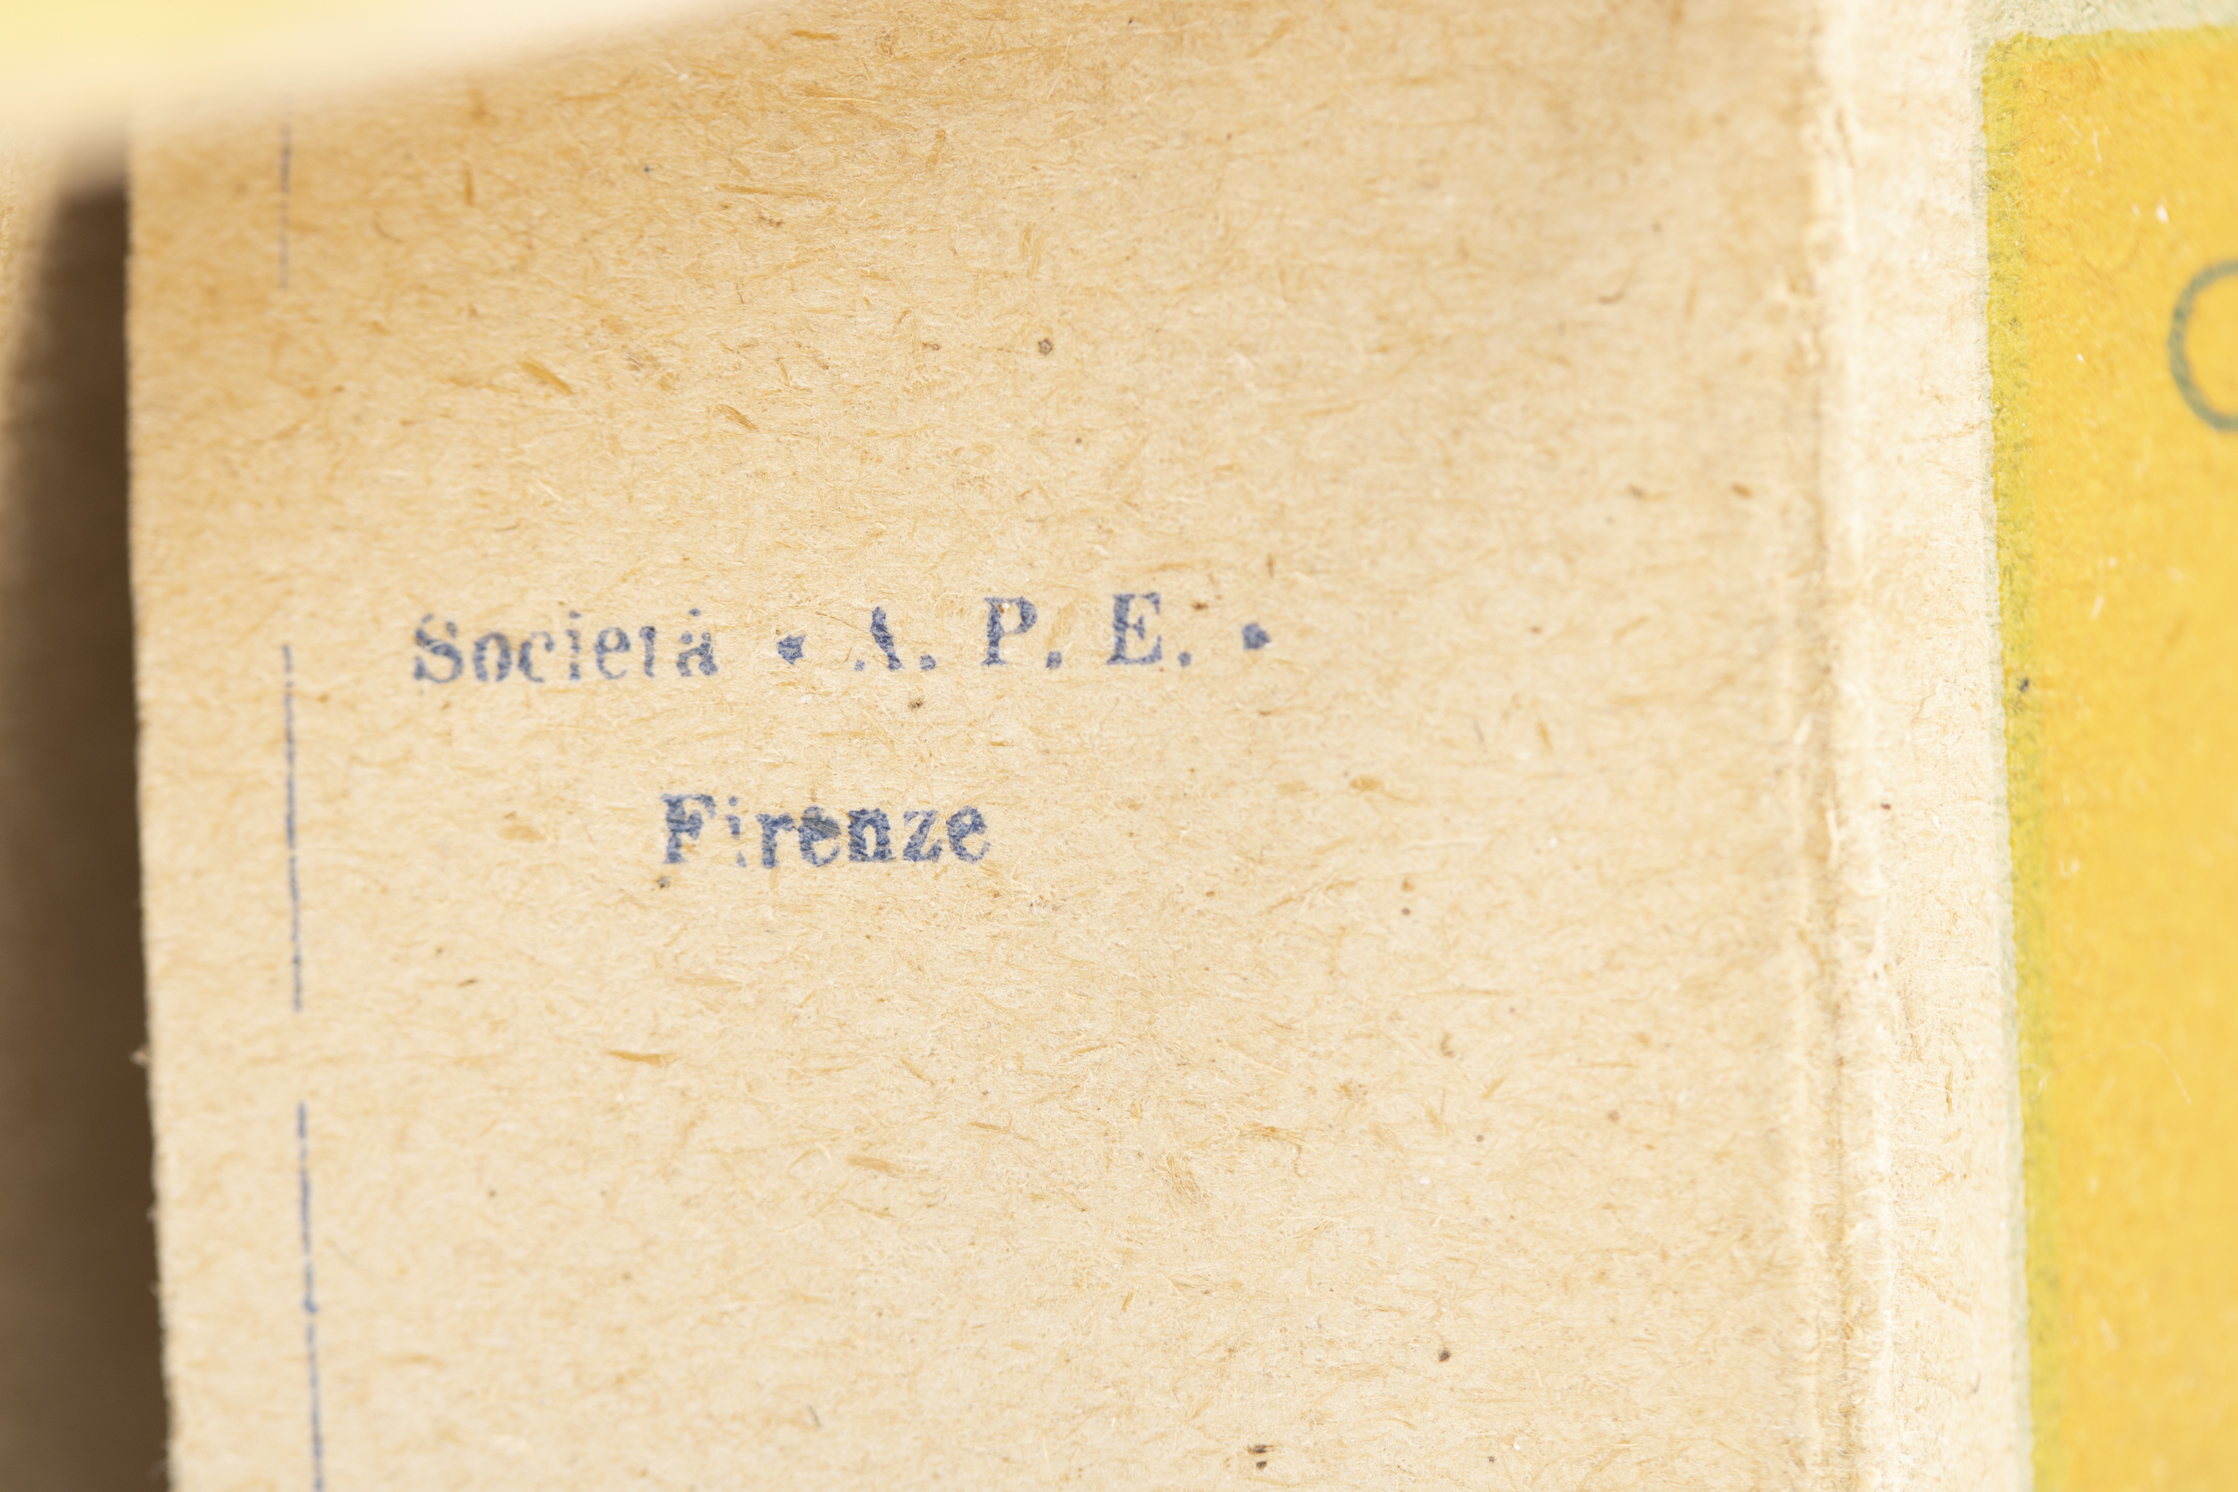 Società • A. P. E. •
Firenze